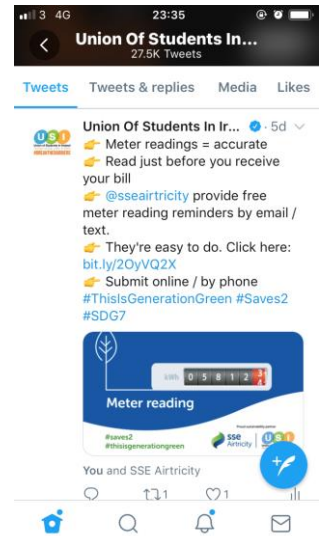 3 4G 23:35
Union Of Students In...
27.5K Tweets
Tweets Tweets & replies Media Likes
Union Of Students In Ir... · 5d
👉 Meter readings = accurate
👉 Read just before you receive
your bill
👉 @sseairtricity provide free
meter reading reminders by email /
text.
👉 They're easy to do. Click here:
bit.ly/2OyVQ2X
👉 Submit online / by phone
#ThisIsGenerationGreen #Saves2
#SDG7
kWh 0 5 8 1 2
Meter reading
#saves2
#thisisgenerationgreen
Proud sustainability partner
sse
Airtricity
USI
You and SSE Airtricity
1 1